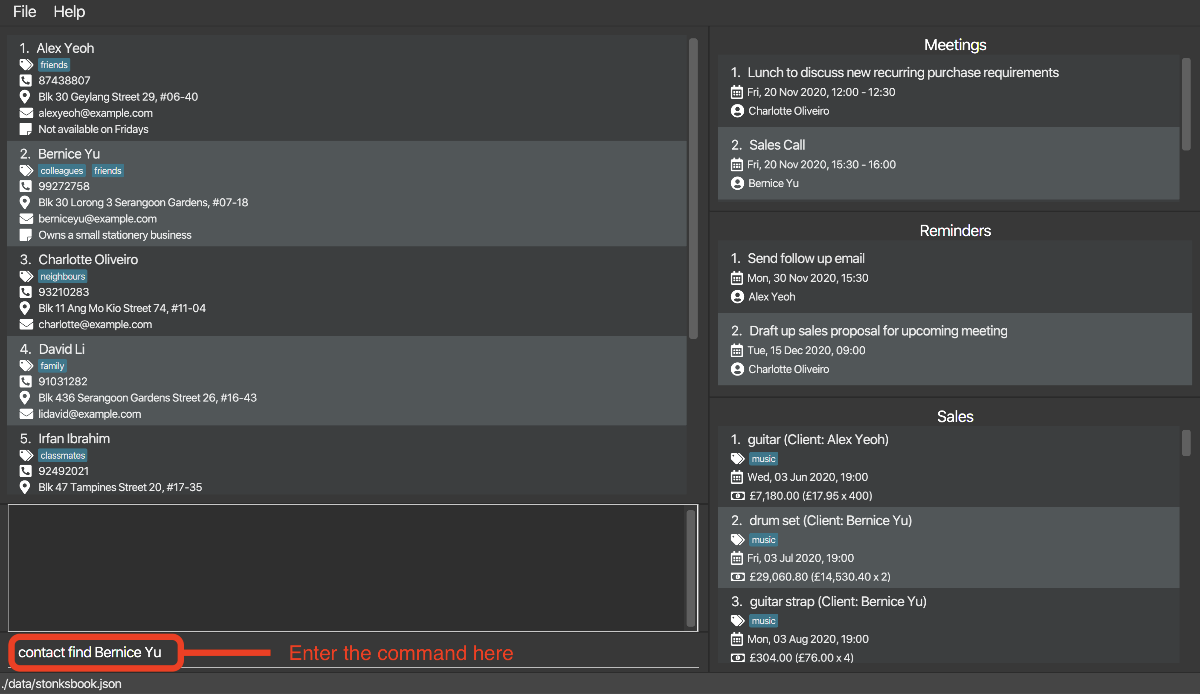 File Help
1. Alex Yeoh
friends
87438807
Blk 30 Geylang Street 29, #06-40
alexyeoh@example.com
Not available on Fridays
2. Bernice Yu
colleagues friends
99272758
Blk 30 Lorong 3 Serangoon Gardens, #07-18
berniceyu@example.com
Owns a small stationery business
3. Charlotte Oliveiro
neighbours
93210283
Blk 11 Ang Mo Kio Street 74, #11-04
charlotte@example.com
4. David Li
family
91031282
Blk 436 Serangoon Gardens Street 26, #16-43
lidavid@example.com
5. Irfan Ibrahim
classmates
92492021
Blk 47 Tampines Street 20, #17-35
contact find Bernice Yu
Enter the command here
./data/stonksbook.json
Meetings
1. Lunch to discuss new recurring purchase requirements
Fri, 20 Nov 2020, 12:00 - 12:30
Charlotte Oliveiro
2. Sales Call
Fri, 20 Nov 2020, 15:30 - 16:00
Bernice Yu
Reminders
1. Send follow up email
Mon, 30 Nov 2020, 15:30
Alex Yeoh
2. Draft up sales proposal for upcoming meeting
Tue, 15 Dec 2020, 09:00
Charlotte Oliveiro
Sales
1. guitar (Client: Alex Yeoh)
music
Wed, 03 Jun 2020, 19:00
£7,180.00 (£17.95 x 400)
2. drum set (Client: Bernice Yu)
music
Fri, 03 Jul 2020, 19:00
£29,060.80 (£14,530.40 x 2)
3. guitar strap (Client: Bernice Yu)
music
Mon, 03 Aug 2020, 19:00
£304.00 (£76.00 x 4)